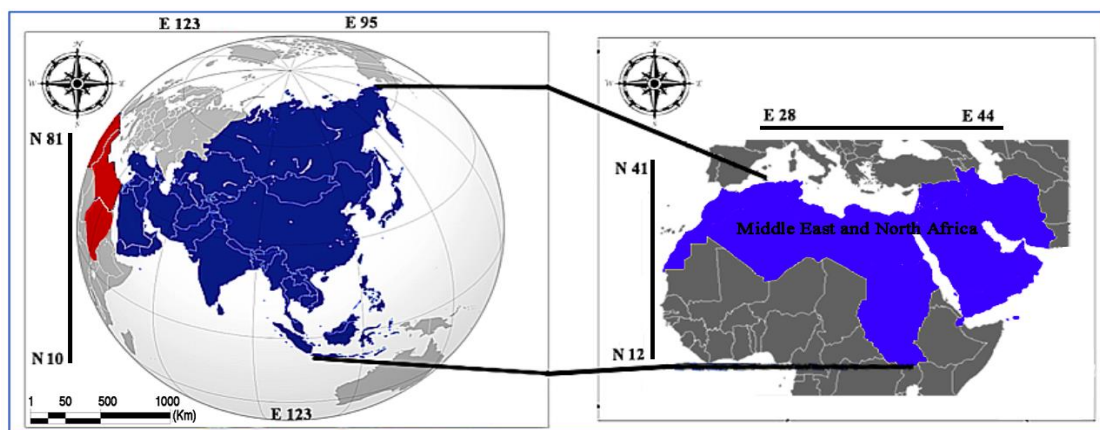 E 123 E 95
N
W
E
S
N 81
N 10
E 123
1 50 500 1000
(Km)
N
W
E
S
E 28 E 44
N 41
Middle East and North Africa
N 12